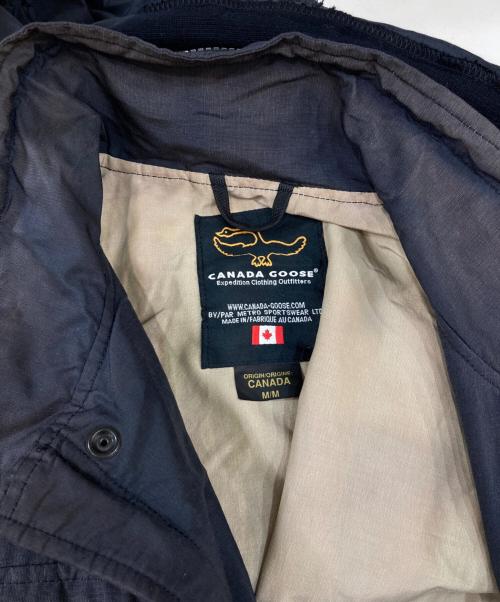 CANADA GOOSE®
Expedition Clothing Outfitters
WWW.CANADA-GOOSE.COM
BY/PAR METRO SPORTSWEAR LTD
MADE IN/FABRIQUE AU CANADA
ORIGIN/ORIGINE:
CANADA
M/M